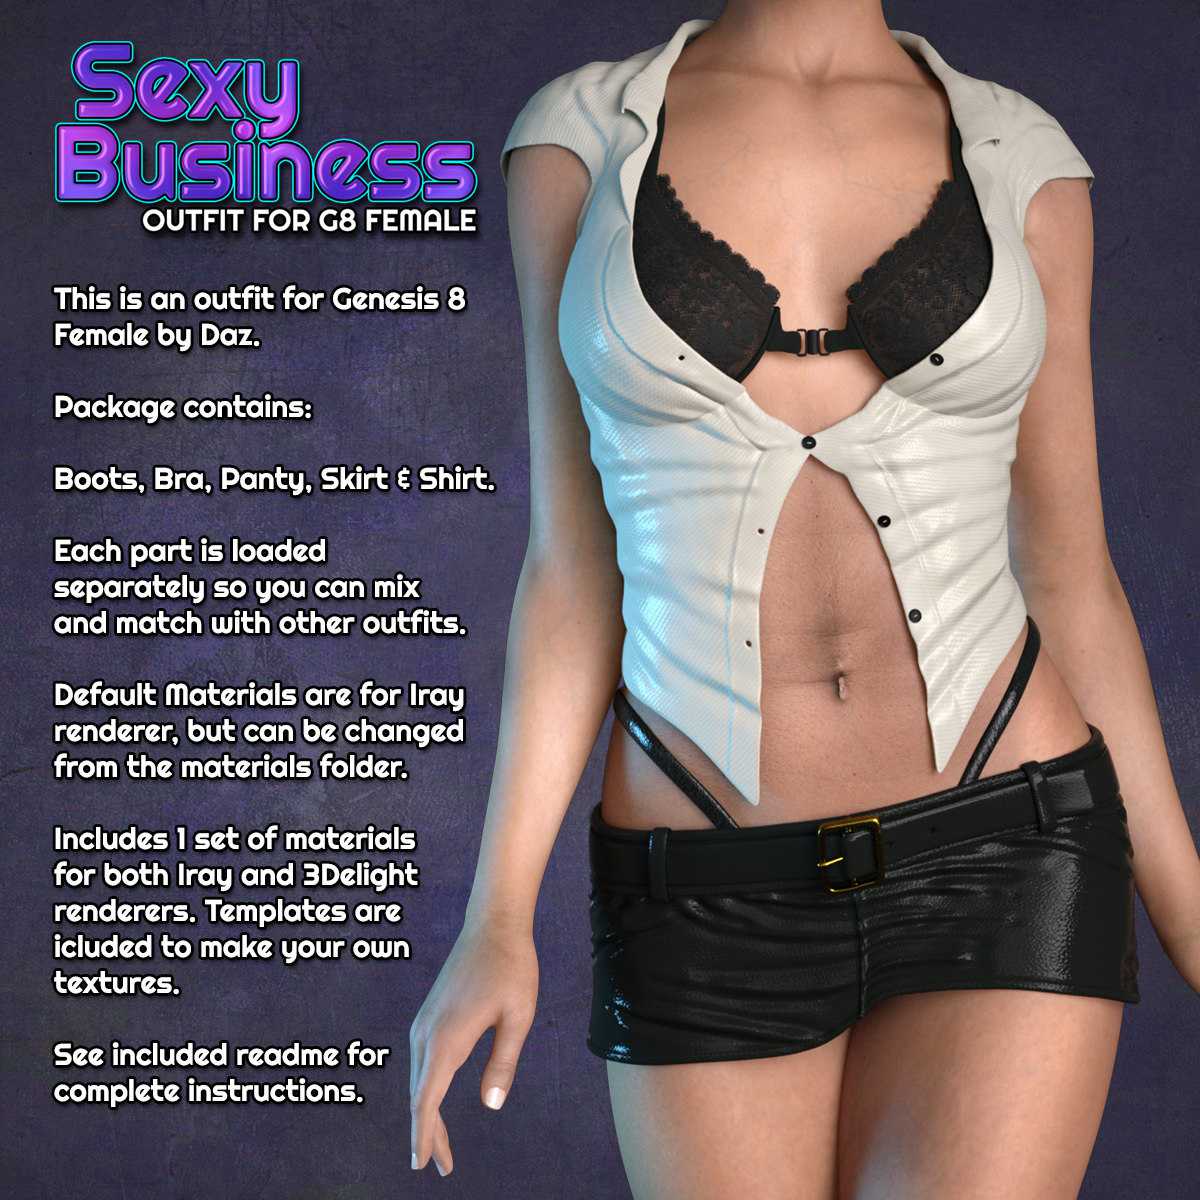 Sexy
Business
OUTFIT FOR G8 FEMALE
This is an outfit for Genesis 8
Female by Daz.
Package contains:
Boots, Bra, Panty, Skirt & Shirt.
Each part is loaded
separately so you can mix
and match with other outfits.
Default Materials are for Iray
renderer, but can be changed
from the materials folder.
Includes 1 set of materials
for both Iray and 3Delight
renderers. Templates are
icluded to make your own
textures.
See included readme for
complete instructions.